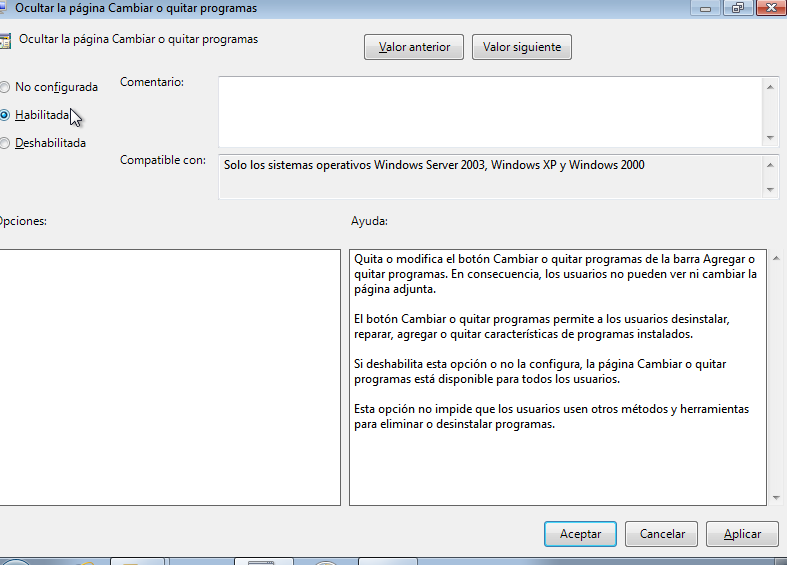 Ocultar la página Cambiar o quitar programas
Ocultar la página Cambiar o quitar programas
Valor anterior
Valor siguiente
No configurada
Habilitada
Deshabilitada
Comentario:
Compatible con:
Solo los sistemas operativos Windows Server 2003, Windows XP y Windows 2000
Opciones:
Ayuda:
Quita o modifica el botón Cambiar o quitar programas de la barra Agregar o
quitar programas. En consecuencia, los usuarios no pueden ver ni cambiar la
página adjunta.
El botón Cambiar o quitar programas permite a los usuarios desinstalar,
reparar, agregar o quitar características de programas instalados.
Si deshabilita esta opción o no la configura, la página Cambiar o quitar
programas está disponible para todos los usuarios.
Esta opción no impide que los usuarios usen otros métodos y herramientas
para eliminar o desinstalar programas.
Aceptar
Cancelar
Aplicar